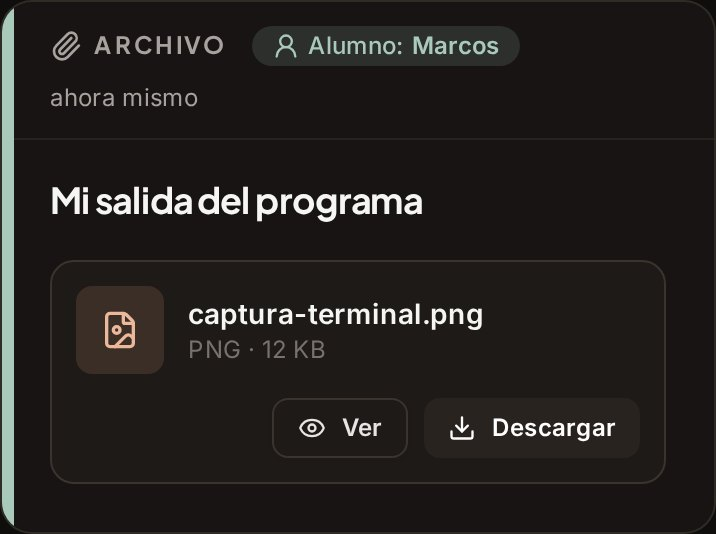 ARCHIVO Alumno: Marcos
ahora mismo
Mi salida del programa
captura-terminal.png
PNG · 12 KB
Ver Descargar